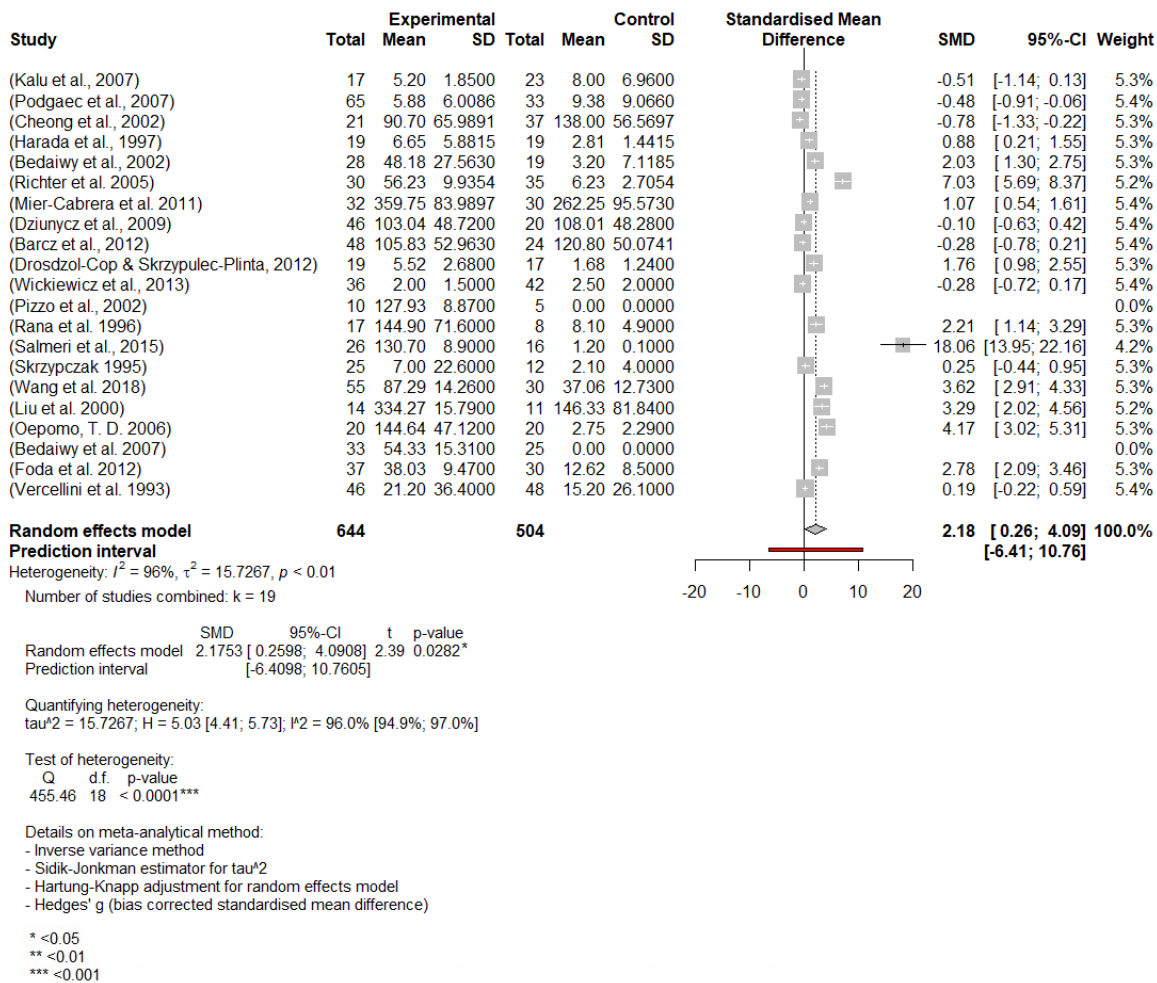 Experimental Control Standardised Mean
Study Total Mean SD Total Mean SD Difference SMD 95%-CI Weight
(Kalu et al., 2007) 17 5.20 1.8500 23 8.00 6.9600 -0.51 [-1.14; 0.13] 5.3%
(Podgaec et al., 2007) 65 5.88 6.0086 33 9.38 9.0660 -0.48 [-0.91; -0.06] 5.4%
(Cheong et al., 2002) 21 90.70 65.9891 37 138.00 56.5697 -0.78 [-1.33; -0.22] 5.3%
(Harada et al., 1997) 19 6.65 5.8815 19 2.81 1.4415 0.88 [ 0.21; 1.55] 5.3%
(Bedaiwy et al., 2002) 28 48.18 27.5630 19 3.20 7.1185 2.03 [ 1.30; 2.75] 5.3%
(Richter et al. 2005) 30 56.23 9.9354 35 6.23 2.7054 7.03 [ 5.69; 8.37] 5.2%
(Mier-Cabrera et al. 2011) 32 359.75 83.9897 30 262.25 95.5730 1.07 [ 0.54; 1.61] 5.4%
(Dziunycz et al., 2009) 46 103.04 48.7200 20 108.01 48.2800 -0.10 [-0.63; 0.42] 5.4%
(Barcz et al., 2012) 48 105.83 52.9630 24 120.80 50.0741 -0.28 [-0.78; 0.21] 5.4%
(Drosdzol-Cop & Skrzypulec-Plinta, 2012) 19 5.52 2.6800 17 1.68 1.2400 1.76 [ 0.98; 2.55] 5.3%
(Wickiewicz et al., 2013) 36 2.00 1.5000 42 2.50 2.0000 -0.28 [-0.72; 0.17] 5.4%
(Pizzo et al., 2002) 10 127.93 8.8700 5 0.00 0.0000 0.0%
(Rana et al. 1996) 17 144.90 71.6000 8 8.10 4.9000 2.21 [ 1.14; 3.29] 5.3%
(Salmeri et al., 2015) 26 130.70 8.9000 16 1.20 0.1000 18.06 [13.95; 22.16] 4.2%
(Skrzypczak 1995) 25 7.00 22.6000 12 2.10 4.0000 0.25 [-0.44; 0.95] 5.3%
(Wang et al. 2018) 55 87.29 14.2600 30 37.06 12.7300 3.62 [ 2.91; 4.33] 5.3%
(Liu et al. 2000) 14 334.27 15.7900 11 146.33 81.8400 3.29 [ 2.02; 4.56] 5.2%
(Oepomo, T. D. 2006) 20 144.64 47.1200 20 2.75 2.2900 4.17 [ 3.02; 5.31] 5.3%
(Bedaiwy et al. 2007) 33 54.33 15.3100 25 0.00 0.0000 0.0%
(Foda et al. 2012) 37 38.03 9.4700 30 12.62 8.5000 2.78 [ 2.09; 3.46] 5.3%
(Vercellini et al. 1993) 46 21.20 36.4000 48 15.20 26.1000 0.19 [-0.22; 0.59] 5.4%
Random effects model 644 504 2.18 [ 0.26; 4.09] 100.0%
Prediction interval [-6.41; 10.76]
Heterogeneity: I² = 96%, τ² = 15.7267, p < 0.01
-20 -10 0 10 20
Number of studies combined: k = 19
SMD 95%-CI t p-value
Random effects model 2.1753 [ 0.2598; 4.0908] 2.39 0.0282*
Prediction interval [-6.4098; 10.7605]
Quantifying heterogeneity:
tau^2 = 15.7267; H = 5.03 [4.41; 5.73]; I^2 = 96.0% [94.9%; 97.0%]
Test of heterogeneity:
Q d.f. p-value
455.46 18 < 0.0001***
Details on meta-analytical method:
- Inverse variance method
- Sidik-Jonkman estimator for tau^2
- Hartung-Knapp adjustment for random effects model
- Hedges' g (bias corrected standardised mean difference)
* <0.05
** <0.01
*** <0.001